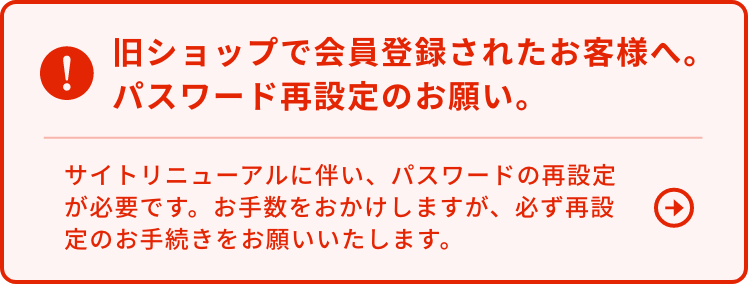 旧ショップで会員登録されたお客様へ。
パスワード再設定のお願い。
サイトリニューアルに伴い、パスワードの再設定
が必要です。お手数をおかけしますが、必ず再設
定のお手続きをお願いいたします。